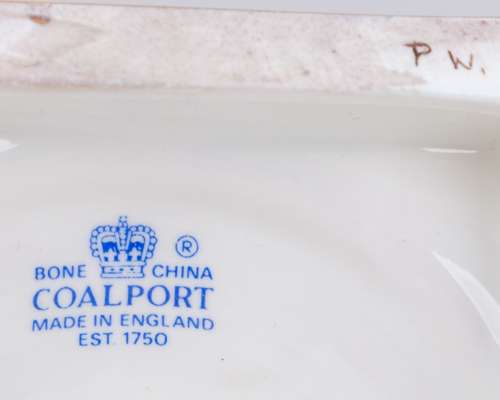 P W.
®
BONE CHINA
COALPORT
MADE IN ENGLAND
EST. 1750